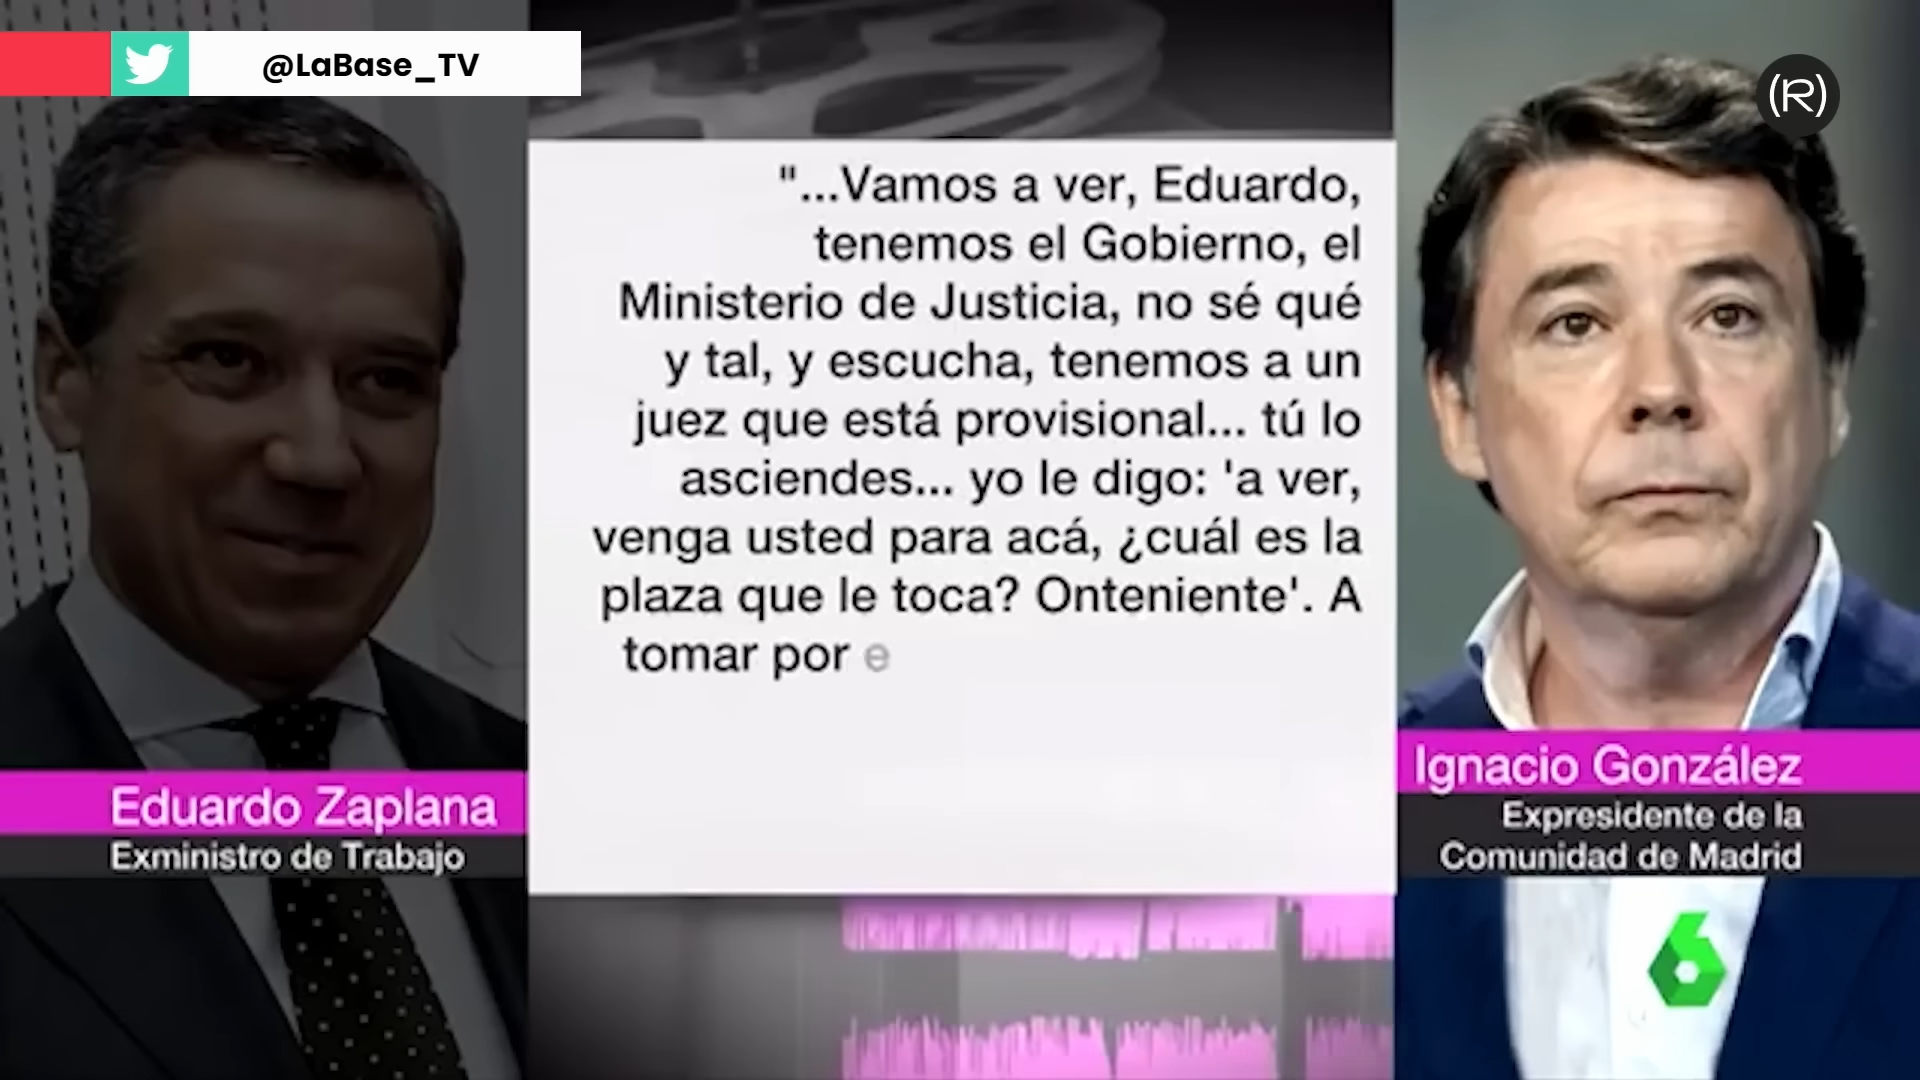 @LaBase_TV
(R)
"...Vamos a ver, Eduardo,
tenemos el Gobierno, el
Ministerio de Justicia, no sé qué
y tal, y escucha, tenemos a un
juez que está provisional... tú lo
asciendes... yo le digo: 'a ver,
venga usted para acá, ¿cuál es la
plaza que le toca? Onteniente'. A
tomar por e
Eduardo Zaplana
Exministro de Trabajo
Ignacio González
Expresidente de la
Comunidad de Madrid
6